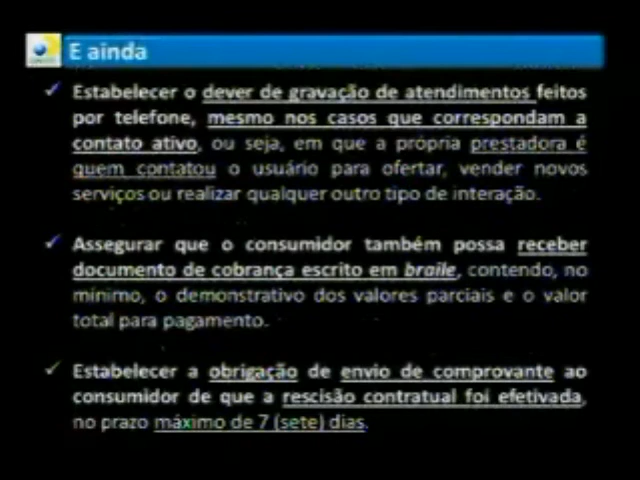 E ainda
✓ Estabelecer o dever de gravação de atendimentos feitos
por telefone, mesmo nos casos que correspondam a
contato ativo, ou seja, em que a própria prestadora é
quem contatou o usuário para ofertar, vender novos
serviços ou realizar qualquer outro tipo de interação.
✓ Assegurar que o consumidor também possa receber
documento de cobrança escrito em braile, contendo, no
mínimo, o demonstrativo dos valores parciais e o valor
total para pagamento.
✓ Estabelecer a obrigação de envio de comprovante ao
consumidor de que a rescisão contratual foi efetivada,
no prazo máximo de 7 (sete) dias.